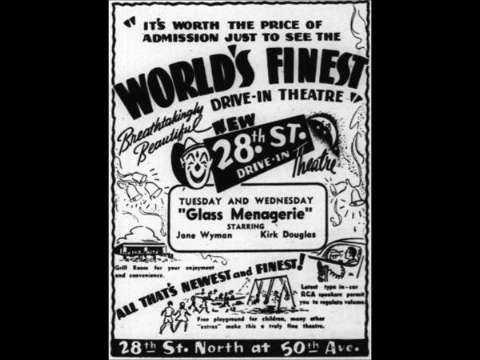 "IT'S WORTH THE PRICE OF
ADMISSION JUST TO SEE THE
WORLD'S FINEST
DRIVE-IN THEATRE"
Breathtakingly
Beautiful
NEW
28th ST.
DRIVE-IN
Theatre
TUESDAY AND WEDNESDAY
"Glass Menagerie"
STARRING
Jane Wyman Kirk Douglas
Grill Room for your enjoyment
and convenience.
Latest type in-car
RCA speakers permit
you to regulate volume.
ALL THAT'S NEWEST and FINEST!
Free playground for children, many other
"extras" make this a truly fine theatre.
28th St. North at 50th Ave.